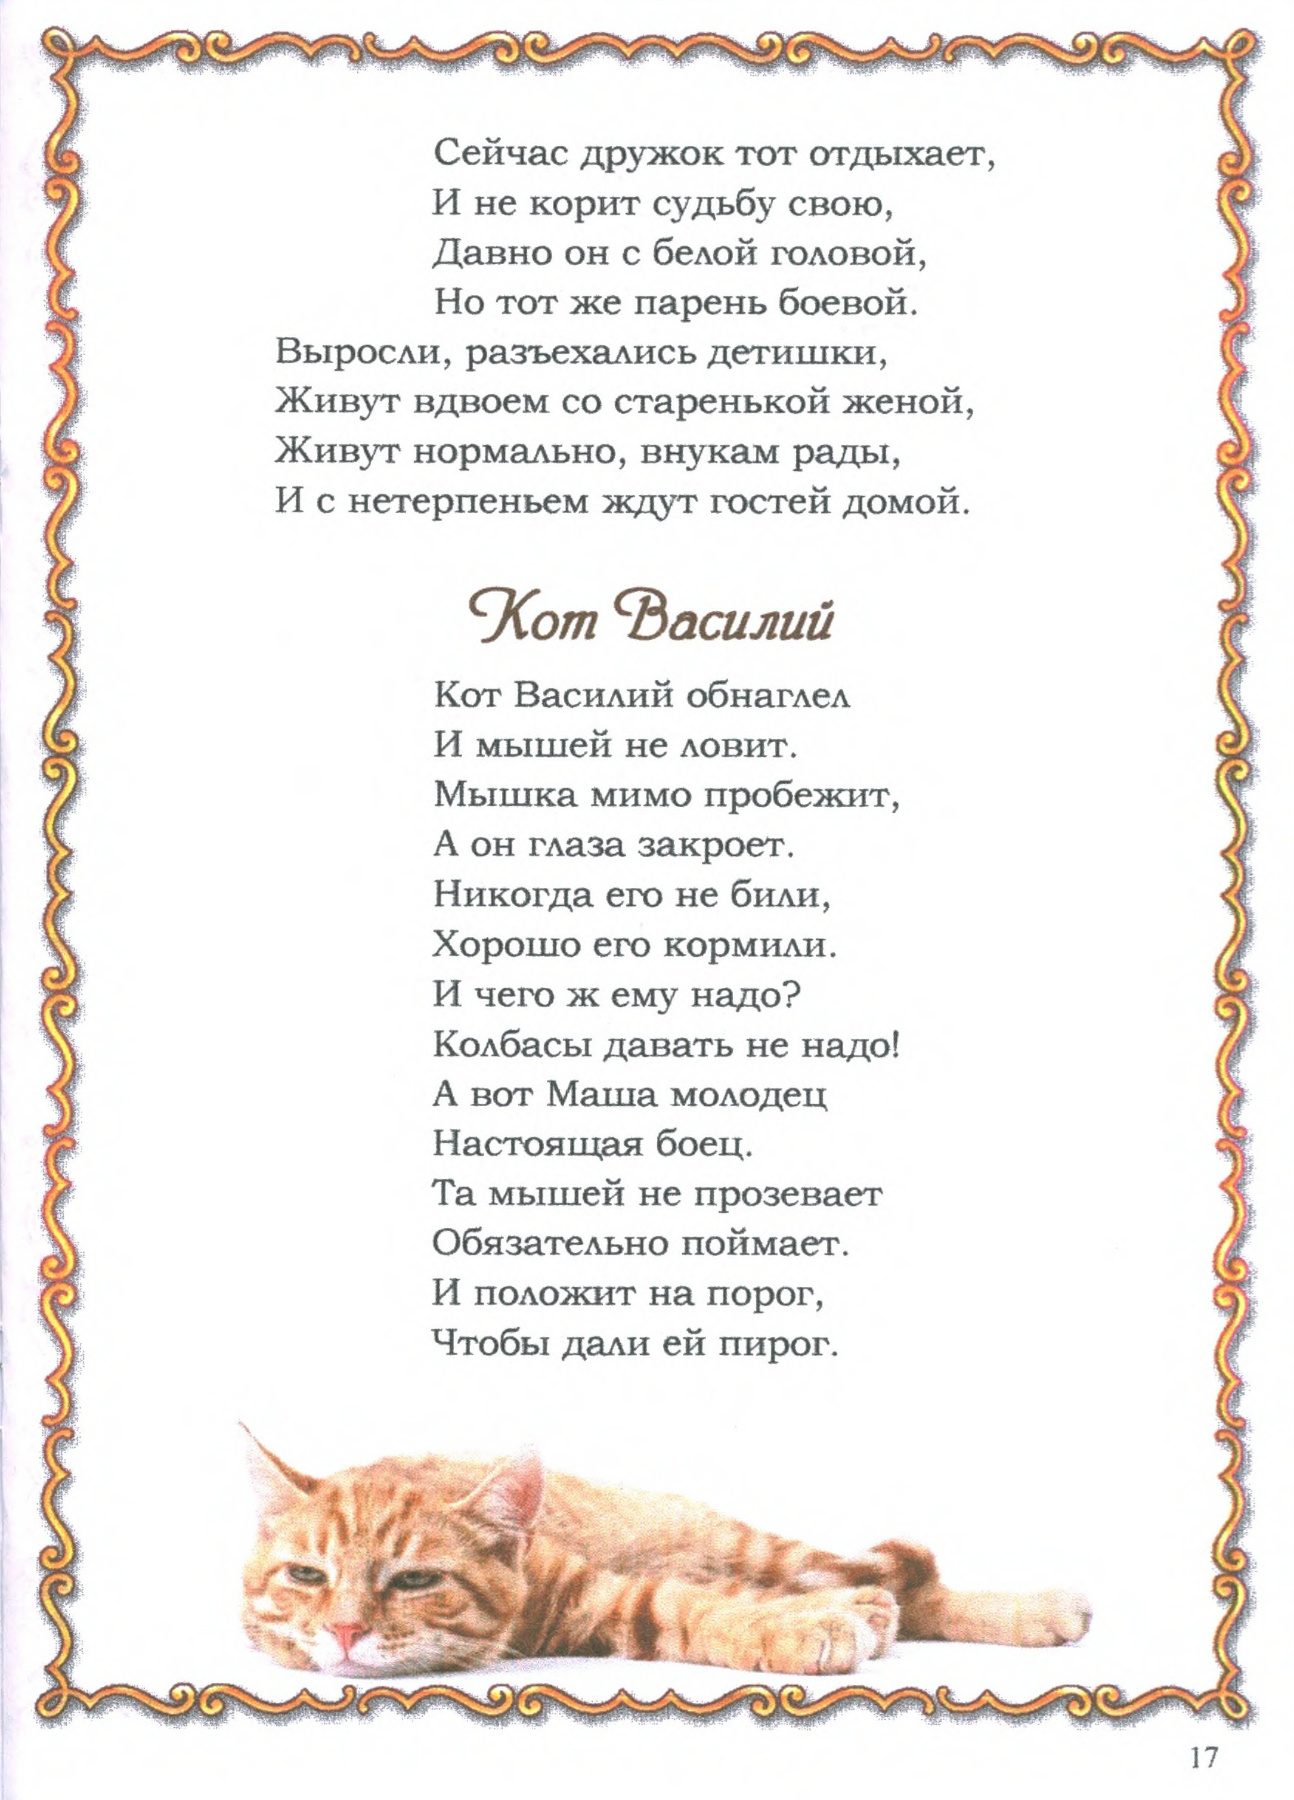 Сейчас дружок тот отдыхает,
И не корит судьбу свою,
Давно он с белой головой,
Но тот же парень боевой.
Выросли, разъехались детишки,
Живут вдвоем со старенькой женой,
Живут нормально, внукам рады,
И с нетерпеньем ждут гостей домой.
Кот Василий
Кот Василий обнаглел
И мышей не ловит.
Мышка мимо пробежит,
А он глаза закроет.
Никогда его не били,
Хорошо его кормили.
И чего ж ему надо?
Колбасы давать не надо!
А вот Маша молодец
Настоящая боец.
Та мышей не прозевает
Обязательно поймает.
И положит на порог,
Чтобы дали ей пирог.
17